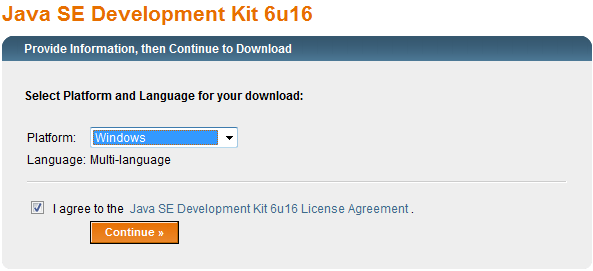 Java SE Development Kit 6u16
Provide Information, then Continue to Download
Select Platform and Language for your download:
Platform: Windows
Language: Multi-language
I agree to the Java SE Development Kit 6u16 License Agreement .
Continue »